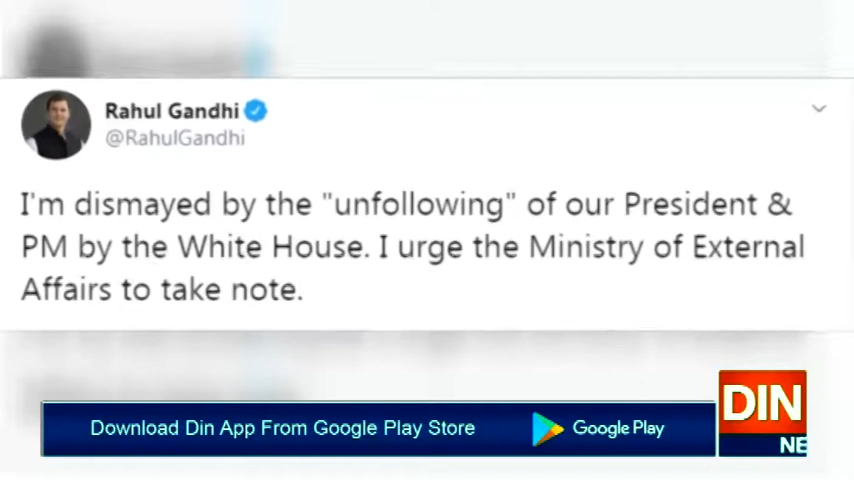 Rahul Gandhi
@RahulGandhi
I'm dismayed by the "unfollowing" of our President &
PM by the White House. I urge the Ministry of External
Affairs to take note.
Download Din App From Google Play Store
Google Play
DIN
NE